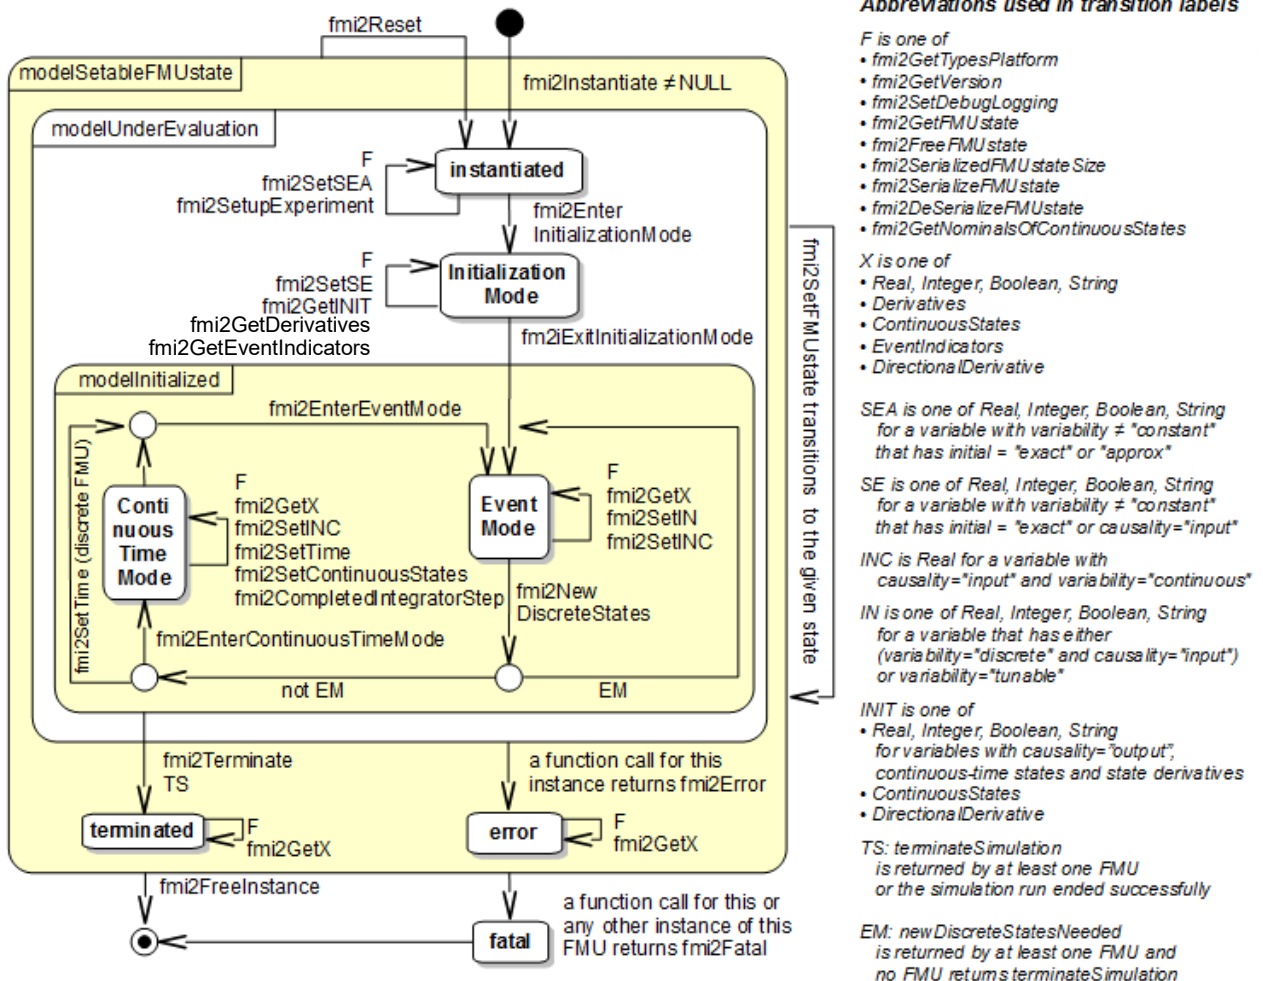 Abbreviations used in transition labels
fmi2Reset
modelSetableFMUstate
fmi2Instantiate ≠ NULL
modelUnderEvaluation
F
fmi2SetSEA
fmi2SetupExperiment
instantiated
fmi2Enter
InitializationMode
F
fmi2SetSE
fmi2GetINIT
fmi2GetDerivatives
fmi2GetEventIndicators
Initialization
Mode
fm2iExitInitializationMode
modelInitialized
fmi2EnterEventMode
fmi2SetTime (discrete FMU)
Conti
nuous
Time
Mode
F
fmi2GetX
fmi2SetINC
fmi2SetTime
fmi2SetContinuousStates
fmi2CompletedIntegratorStep
Event
Mode
F
fmi2GetX
fmi2SetIN
fmi2SetINC
fmi2New
DiscreteStates
fmi2EnterContinuousTimeMode
not EM
EM
fmi2SetFMUstate transitions to the given state
fmi2Terminate
TS
a function call for this
instance returns fmi2Error
terminated
F
fmi2GetX
error
F
fmi2GetX
fmi2FreeInstance
fatal
a function call for this or
any other instance of this
FMU returns fmi2Fatal
F is one of
• fmi2GetTypesPlatform
• fmi2GetVersion
• fmi2SetDebugLogging
• fmi2GetFMUstate
• fmi2FreeFMUstate
• fmi2SerializedFMUstateSize
• fmi2SerializeFMUstate
• fmi2DeSerializeFMUstate
• fmi2GetNominalsOfContinuousStates
X is one of
• Real, Integer, Boolean, String
• Derivatives
• ContinuousStates
• EventIndicators
• DirectionalDerivative
SEA is one of Real, Integer, Boolean, String
for a variable with variability ≠ "constant"
that has initial = "exact" or "approx"
SE is one of Real, Integer, Boolean, String
for a variable with variability ≠ "constant"
that has initial = "exact" or causality="input"
INC is Real for a variable with
causality="input" and variability="continuous"
IN is one of Real, Integer, Boolean, String
for a variable that has either
(variability="discrete" and causality="input")
or variability="tunable"
INIT is one of
• Real, Integer, Boolean, String
for variables with causality="output",
continuous-time states and state derivatives
• ContinuousStates
• DirectionalDerivative
TS: terminateSimulation
is returned by at least one FMU
or the simulation run ended successfully
EM: newDiscreteStatesNeeded
is returned by at least one FMU and
no FMU returns terminateSimulation